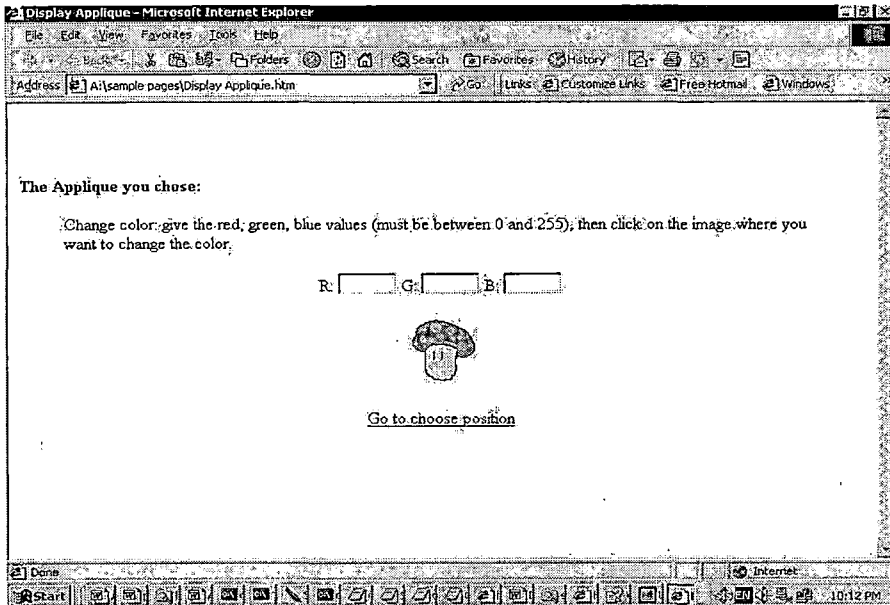 Display Applique - Microsoft Internet Explorer
File Edit View Favorites Tools Help
Back Folders Search Favorites History
Address A:\sample pages\Display Applique.htm Go Links Customize Links Free Hotmail Windows
The Applique you chose:
Change color: give the red, green, blue values (must be between 0 and 255), then click on the image where you
want to change the color.
R: G: B:
Go to choose position
Done Internet
Start EN 10:12 PM